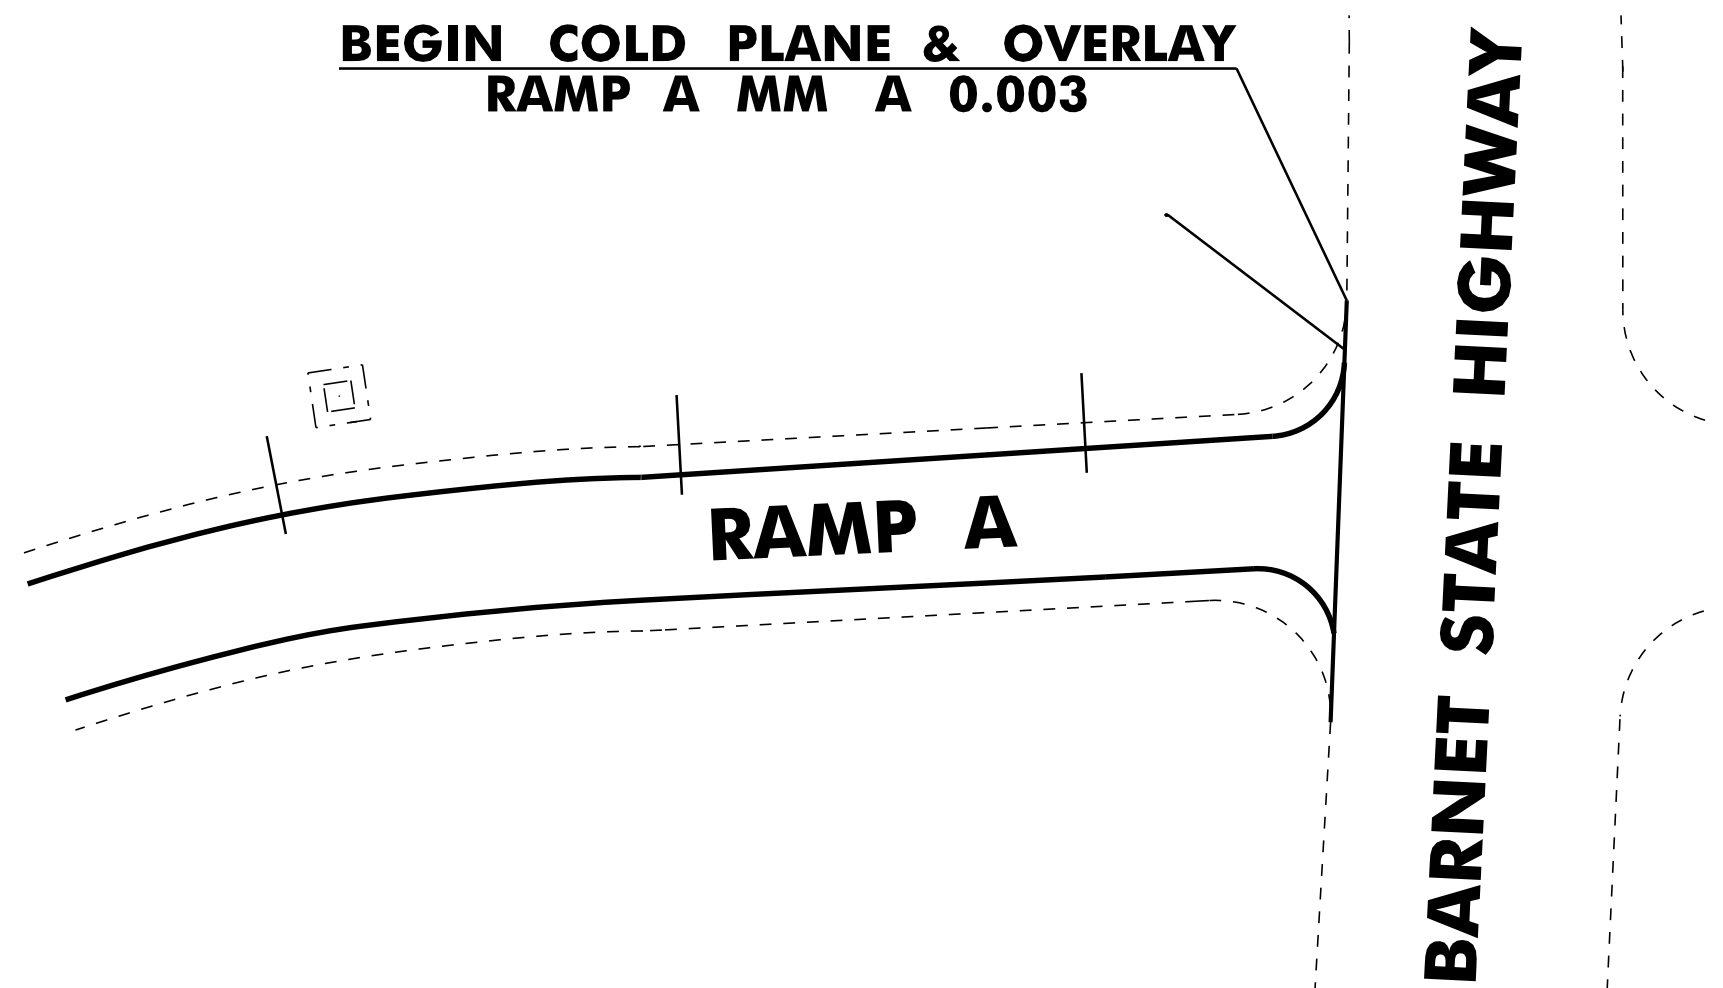 BEGIN COLD PLANE & OVERLAY
RAMP A MM A 0.003
RAMP A
BARNET STATE HIGHWAY